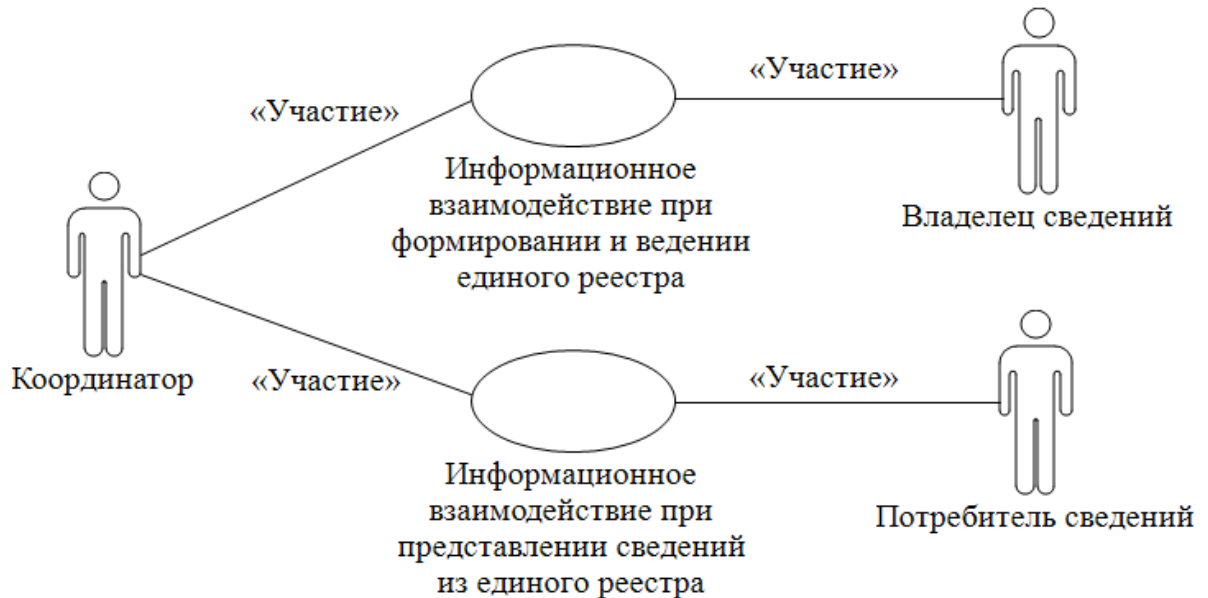 «Участие»
«Участие»
Информационное
взаимодействие при
формировании и ведении
единого реестра
Владелец сведений
Координатор
«Участие»
«Участие»
Информационное
взаимодействие при
представлении сведений
из единого реестра
Потребитель сведений